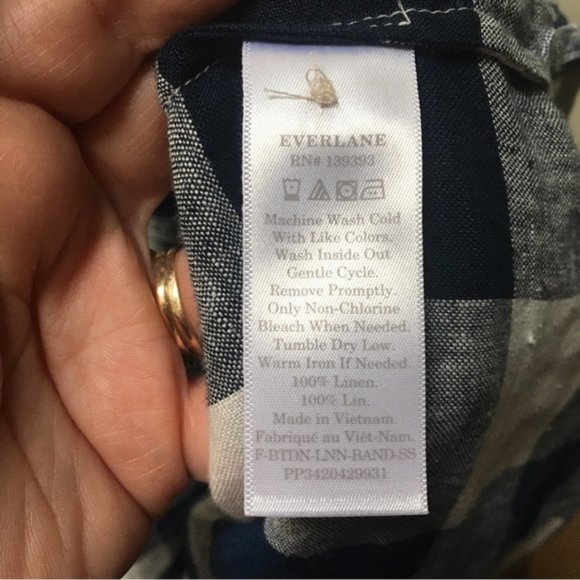 EVERLANE
RN# 139393
Machine Wash Cold
With Like Colors.
Wash Inside Out
Gentle Cycle.
Remove Promptly.
Only Non-Chlorine
Bleach When Needed.
Tumble Dry Low.
Warm Iron If Needed.
100% Linen.
100% Lin.
Made in Vietnam.
Fabriqué au Viêt-Nam.
F-BTDN-LNN-BAND-SS
PP3420429931